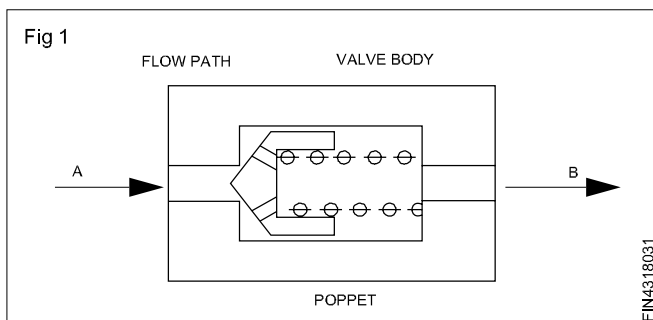 Fig 1
FLOW PATH VALVE BODY
A B
POPPET
FIN4318031